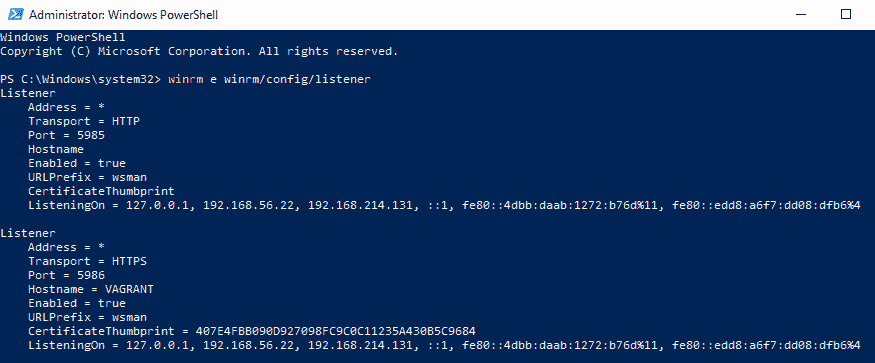 Administrator: Windows PowerShell
Windows PowerShell
Copyright (C) Microsoft Corporation. All rights reserved.
PS C:\Windows\system32> winrm e winrm/config/listener
Listener
    Address = *
    Transport = HTTP
    Port = 5985
    Hostname
    Enabled = true
    URLPrefix = wsman
    CertificateThumbprint
    ListeningOn = 127.0.0.1, 192.168.56.22, 192.168.214.131, ::1, fe80::4dbb:daab:1272:b76d%11, fe80::edd8:a6f7:dd08:dfb6%4
Listener
    Address = *
    Transport = HTTPS
    Port = 5986
    Hostname = VAGRANT
    Enabled = true
    URLPrefix = wsman
    CertificateThumbprint = 407E4FBB090D927098FC9C0C11235A430B5C9684
    ListeningOn = 127.0.0.1, 192.168.56.22, 192.168.214.131, ::1, fe80::4dbb:daab:1272:b76d%11, fe80::edd8:a6f7:dd08:dfb6%4